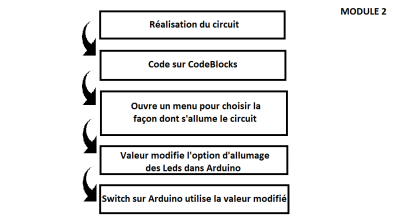 MODULE 2
Réalisation du circuit
Code sur CodeBlocks
Ouvre un menu pour choisir la
façon dont s'allume le circuit
Valeur modifie l'option d'allumage
des Leds dans Arduino
Switch sur Arduino utilise la valeur modifié